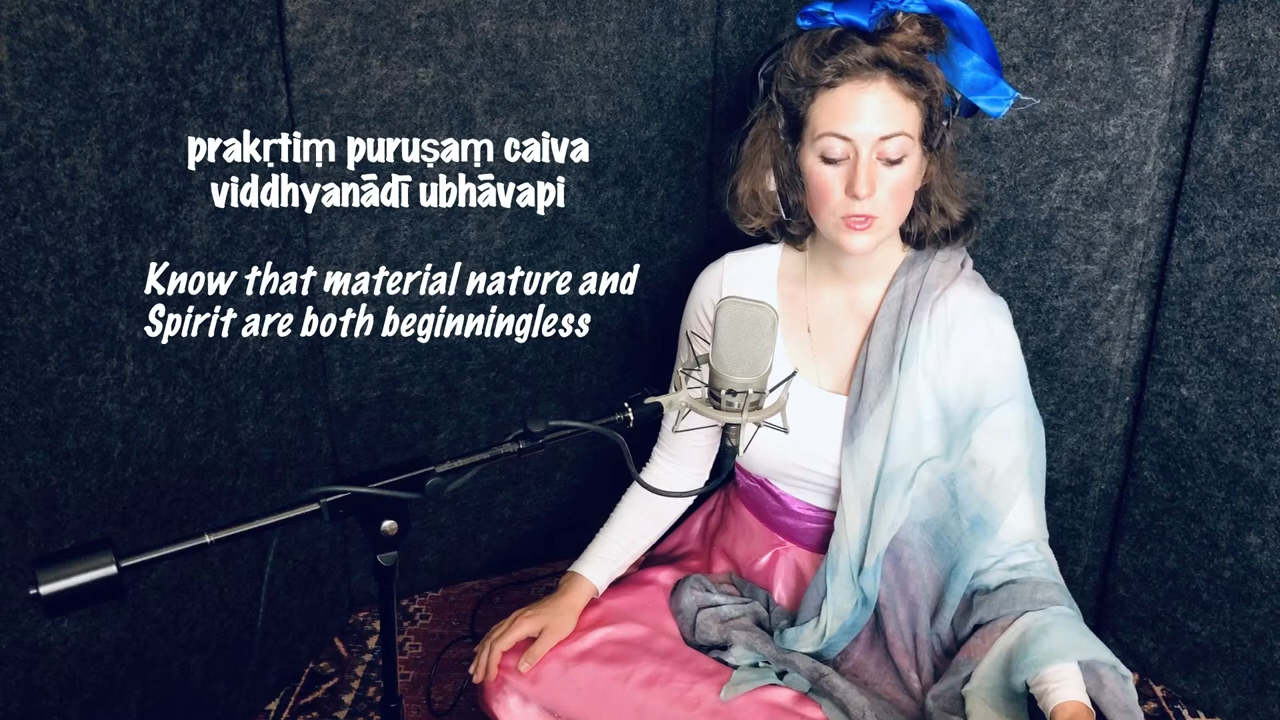 prakṛtiṃ puruṣaṃ caiva
viddhyanādī ubhāvapi
Know that material nature and
Spirit are both beginningless